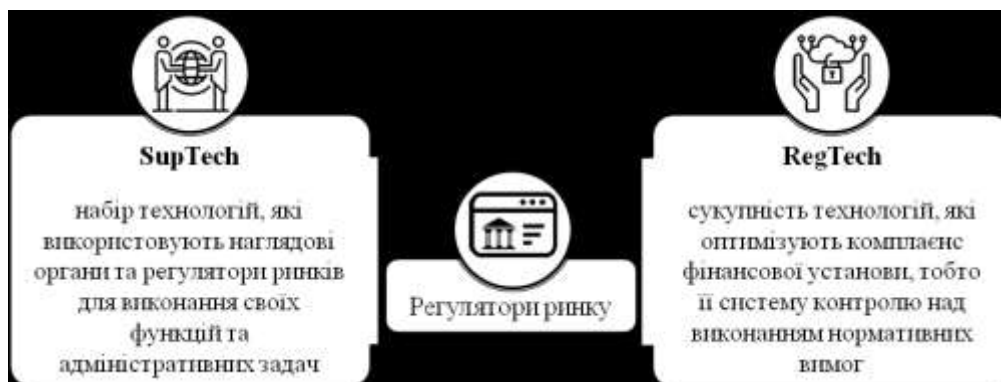 SupTech
набір технологій, які
використовують наглядові
органи та регулятори ринків
для виконання своїх
функцій та
адміністративних задач
Регулятори ринку
RegTech
сукупність технологій, які
оптимізують комплаєнс
фінансової установи, тобто
її систему контролю над
виконанням нормативних
вимог